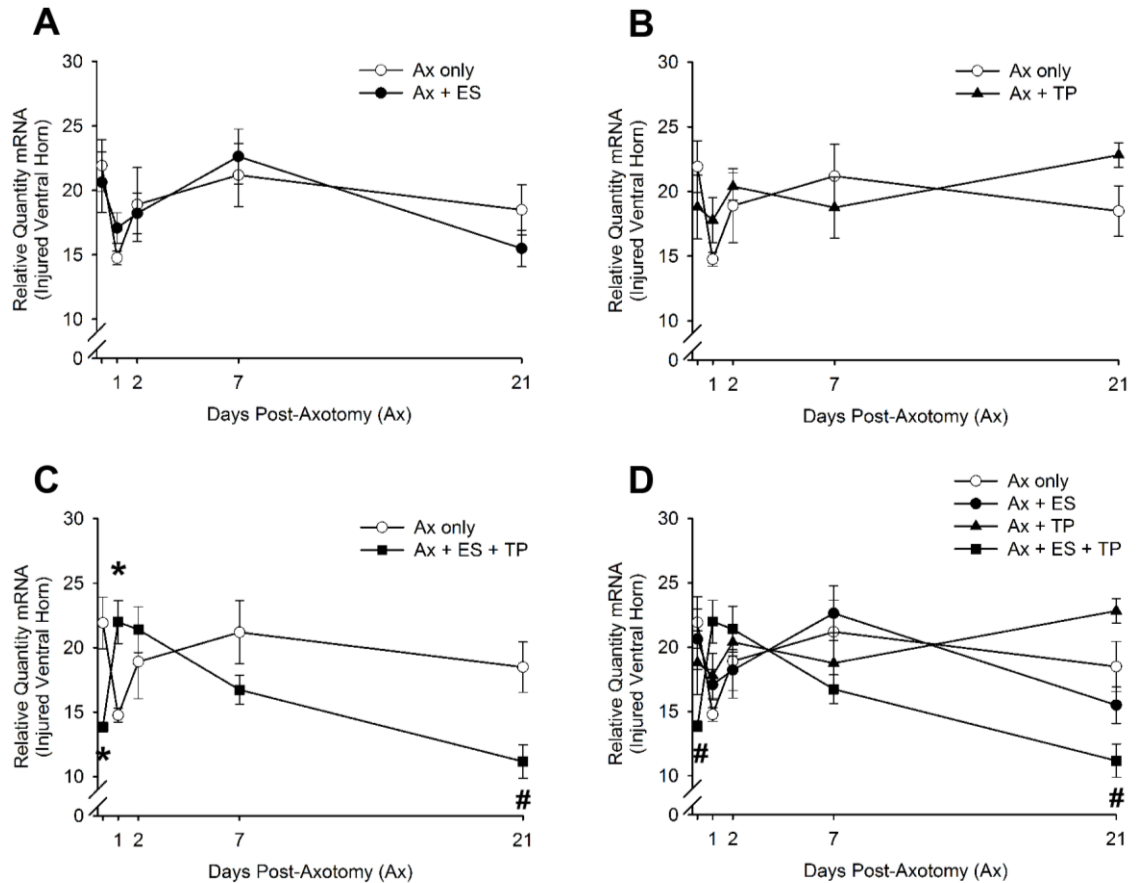 A
30
25
20
15
10
0
Relative Quantity mRNA
(Injured Ventral Horn)
Ax only
Ax + ES
1 2 7 21
Days Post-Axotomy (Ax)
B
30
25
20
15
10
0
Relative Quantity mRNA
(Injured Ventral Horn)
Ax only
Ax + TP
1 2 7 21
Days Post-Axotomy (Ax)
C
30
25
20
15
10
0
Relative Quantity mRNA
(Injured Ventral Horn)
Ax only
Ax + ES + TP
*
*
#
1 2 7 21
Days Post-Axotomy (Ax)
D
30
25
20
15
10
0
Relative Quantity mRNA
(Injured Ventral Horn)
Ax only
Ax + ES
Ax + TP
Ax + ES + TP
#
#
1 2 7 21
Days Post-Axotomy (Ax)